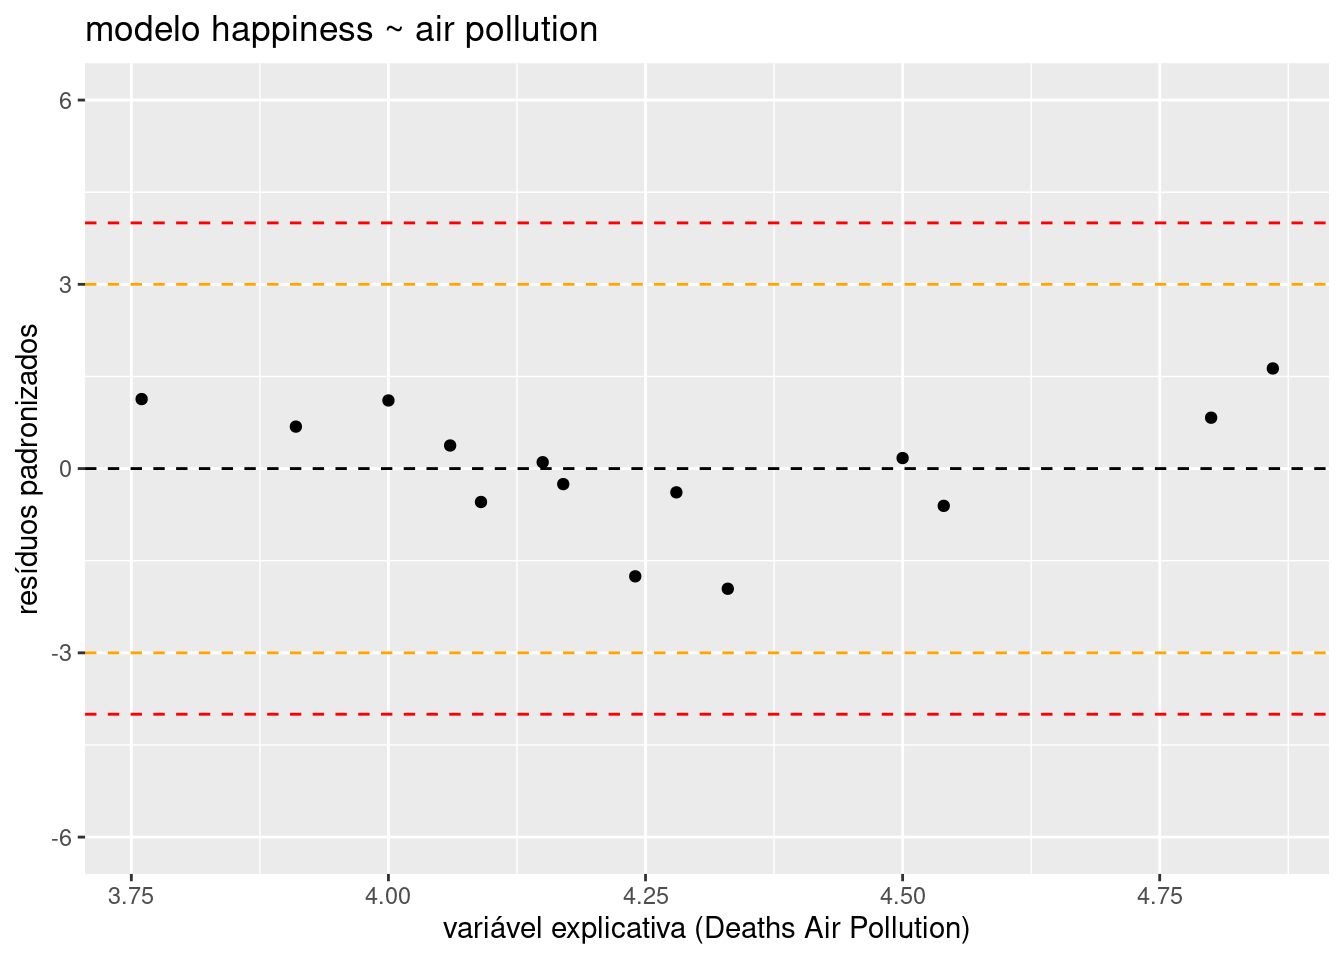 modelo happiness ~ air pollution
6
3
0
-3
-6
resíduos padronizados
3.75 4.00 4.25 4.50 4.75
variável explicativa (Deaths Air Pollution)